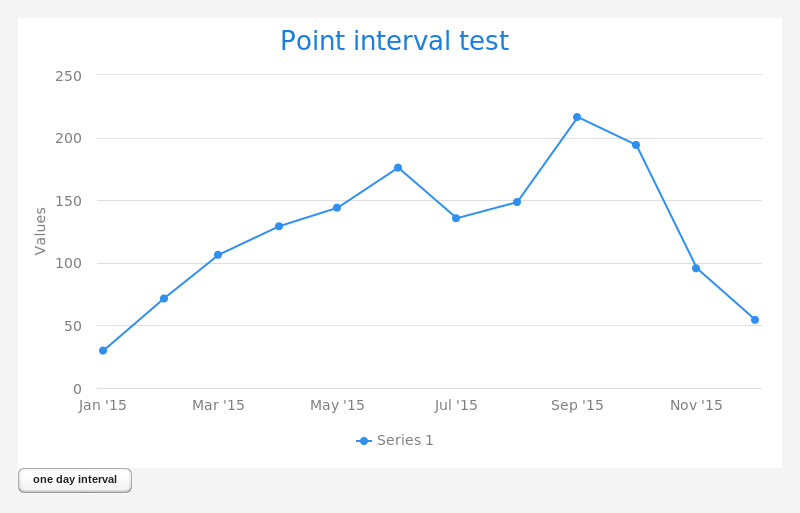 Point interval test
250
200
150
100
50
0
Values
Jan '15 Mar '15 May '15 Jul '15 Sep '15 Nov '15
Series 1
one day interval